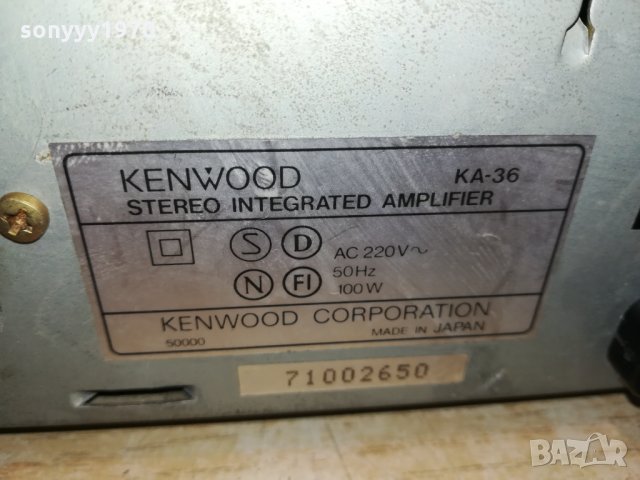 sonyyy1970
KENWOOD KA-36
STEREO INTEGRATED AMPLIFIER
S D
N FI
AC 220V~
50Hz
100W
KENWOOD CORPORATION
50000 MADE IN JAPAN
71002650
BAZAR